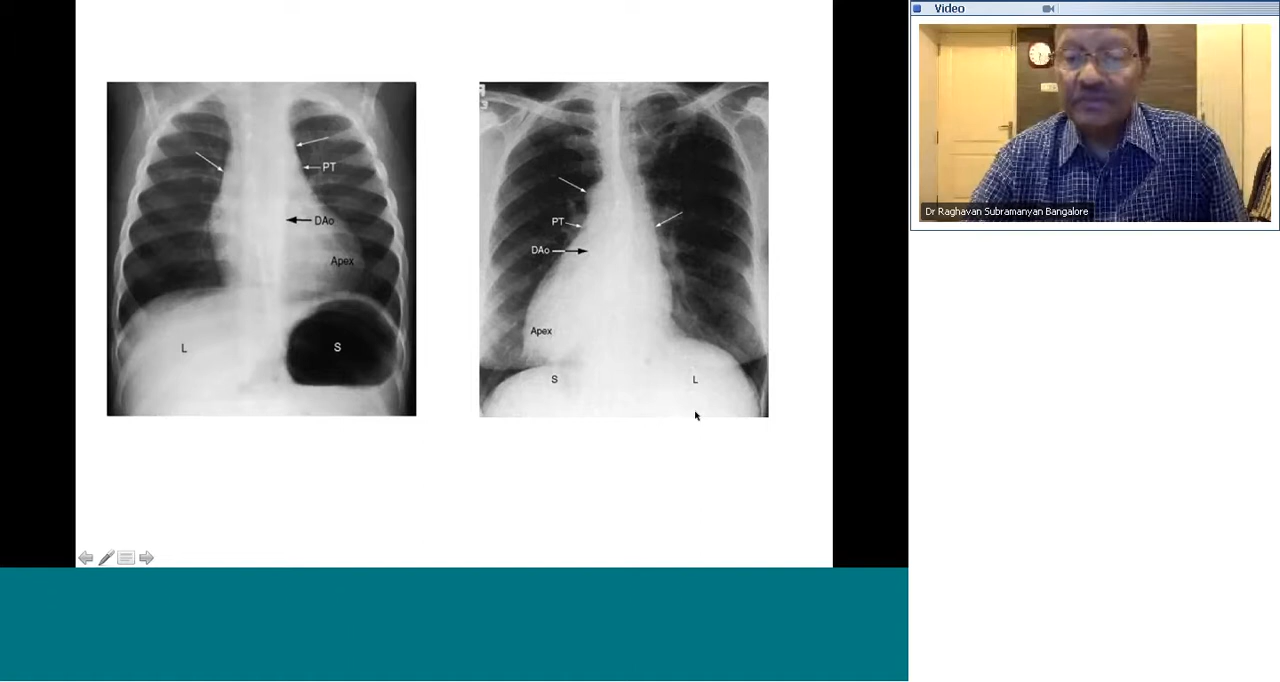 PT
DAo
Apex
L
S
PT
DAo
Apex
S
L
Video
Dr Raghavan Subramanyan Bangalore